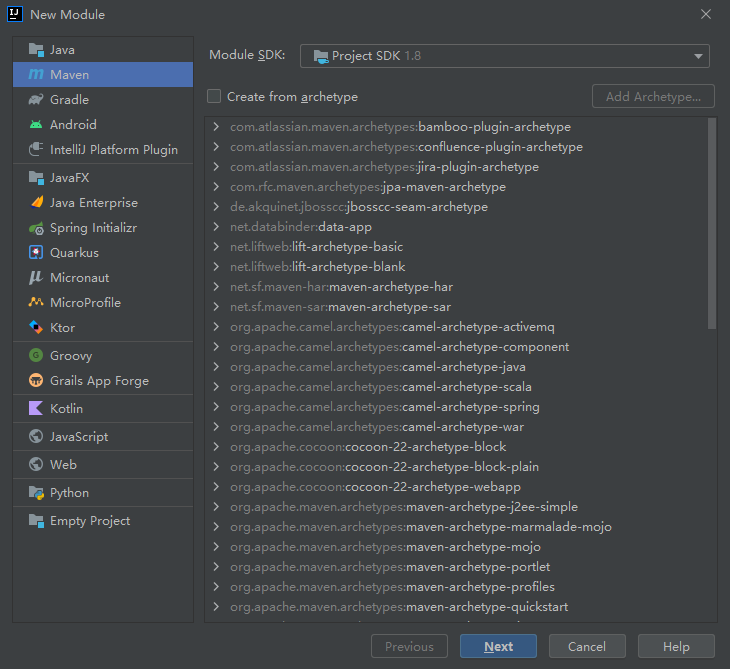 New Module
Java
Maven
Gradle
Android
IntelliJ Platform Plugin
JavaFX
Java Enterprise
Spring Initializr
Quarkus
Micronaut
MicroProfile
Ktor
Groovy
Grails App Forge
Kotlin
JavaScript
Web
Python
Empty Project
Module SDK: Project SDK 1.8
Create from archetype
Add Archetype...
com.atlassian.maven.archetypes:bamboo-plugin-archetype
com.atlassian.maven.archetypes:confluence-plugin-archetype
com.atlassian.maven.archetypes:jira-plugin-archetype
com.rfc.maven.archetypes:jpa-maven-archetype
de.akquinet.jbosscc:jbosscc-seam-archetype
net.databinder:data-app
net.liftweb:lift-archetype-basic
net.liftweb:lift-archetype-blank
net.sf.maven-har:maven-archetype-har
net.sf.maven-sar:maven-archetype-sar
org.apache.camel.archetypes:camel-archetype-activemq
org.apache.camel.archetypes:camel-archetype-component
org.apache.camel.archetypes:camel-archetype-java
org.apache.camel.archetypes:camel-archetype-scala
org.apache.camel.archetypes:camel-archetype-spring
org.apache.camel.archetypes:camel-archetype-war
org.apache.cocoon:cocoon-22-archetype-block
org.apache.cocoon:cocoon-22-archetype-block-plain
org.apache.cocoon:cocoon-22-archetype-webapp
org.apache.maven.archetypes:maven-archetype-j2ee-simple
org.apache.maven.archetypes:maven-archetype-marmalade-mojo
org.apache.maven.archetypes:maven-archetype-mojo
org.apache.maven.archetypes:maven-archetype-portlet
org.apache.maven.archetypes:maven-archetype-profiles
org.apache.maven.archetypes:maven-archetype-quickstart
Previous
Next
Cancel
Help